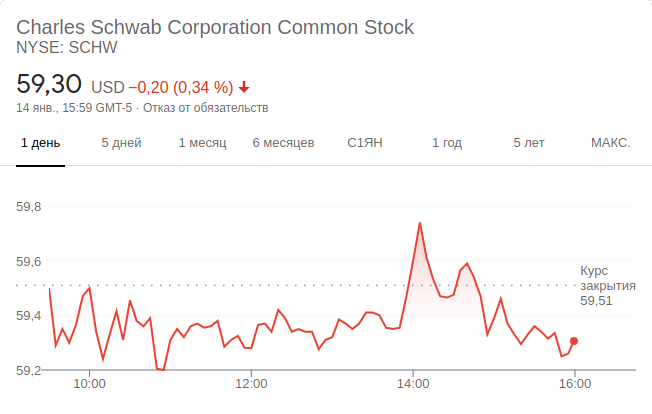 Charles Schwab Corporation Common Stock
NYSE: SCHW
59,30 USD −0,20 (0,34 %)
14 янв., 15:59 GMT-5 · Отказ от обязательств
1 день 5 дней 1 месяц 6 месяцев С1ЯН 1 год 5 лет МАКС.
59,8
59,6
Курс
закрытия
59,51
59,4
59,2
10:00 12:00 14:00 16:00